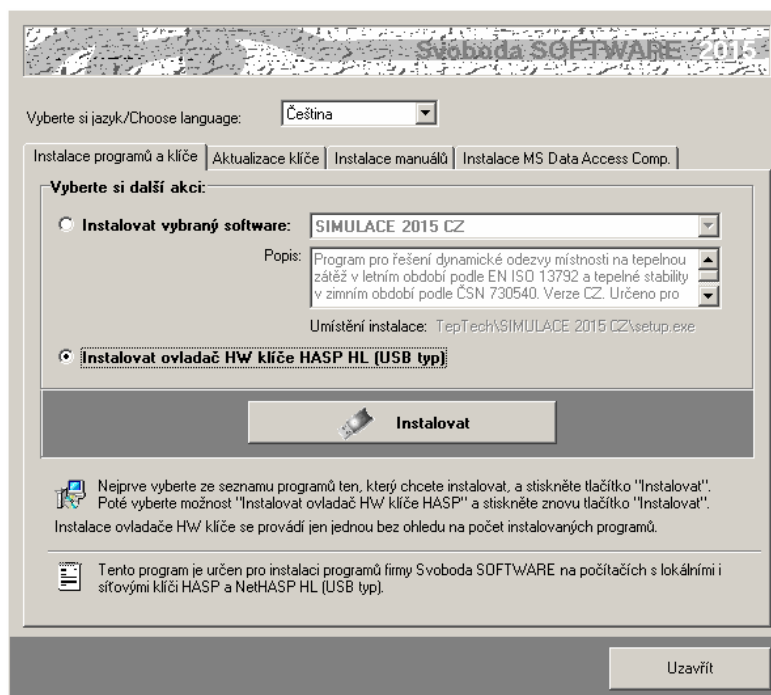 Svoboda SOFTWARE 2015
Vyberte si jazyk/Choose language: Čeština
Instalace programů a klíče Aktualizace klíče Instalace manuálů Instalace MS Data Access Comp.
Vyberte si další akci:
Instalovat vybraný software: SIMULACE 2015 CZ
Popis: Program pro řešení dynamické odezvy místnosti na tepelnou
zátěž v letním období podle EN ISO 13792 a tepelné stability
v zimním období podle ČSN 730540. Verze CZ. Určeno pro
Umístění instalace: TepTech\SIMULACE 2015 CZ\setup.exe
Instalovat ovladač HW klíče HASP HL (USB typ)
Instalovat
Nejprve vyberte ze seznamu programů ten, který chcete instalovat, a stiskněte tlačítko "Instalovat".
Poté vyberte možnost "Instalovat ovladač HW klíče HASP" a stiskněte znovu tlačítko "Instalovat".
Instalace ovladače HW klíče se provádí jen jednou bez ohledu na počet instalovaných programů.
Tento program je určen pro instalaci programů firmy Svoboda SOFTWARE na počítačích s lokálními i
síťovými klíči HASP a NetHASP HL (USB typ).
Uzavřít